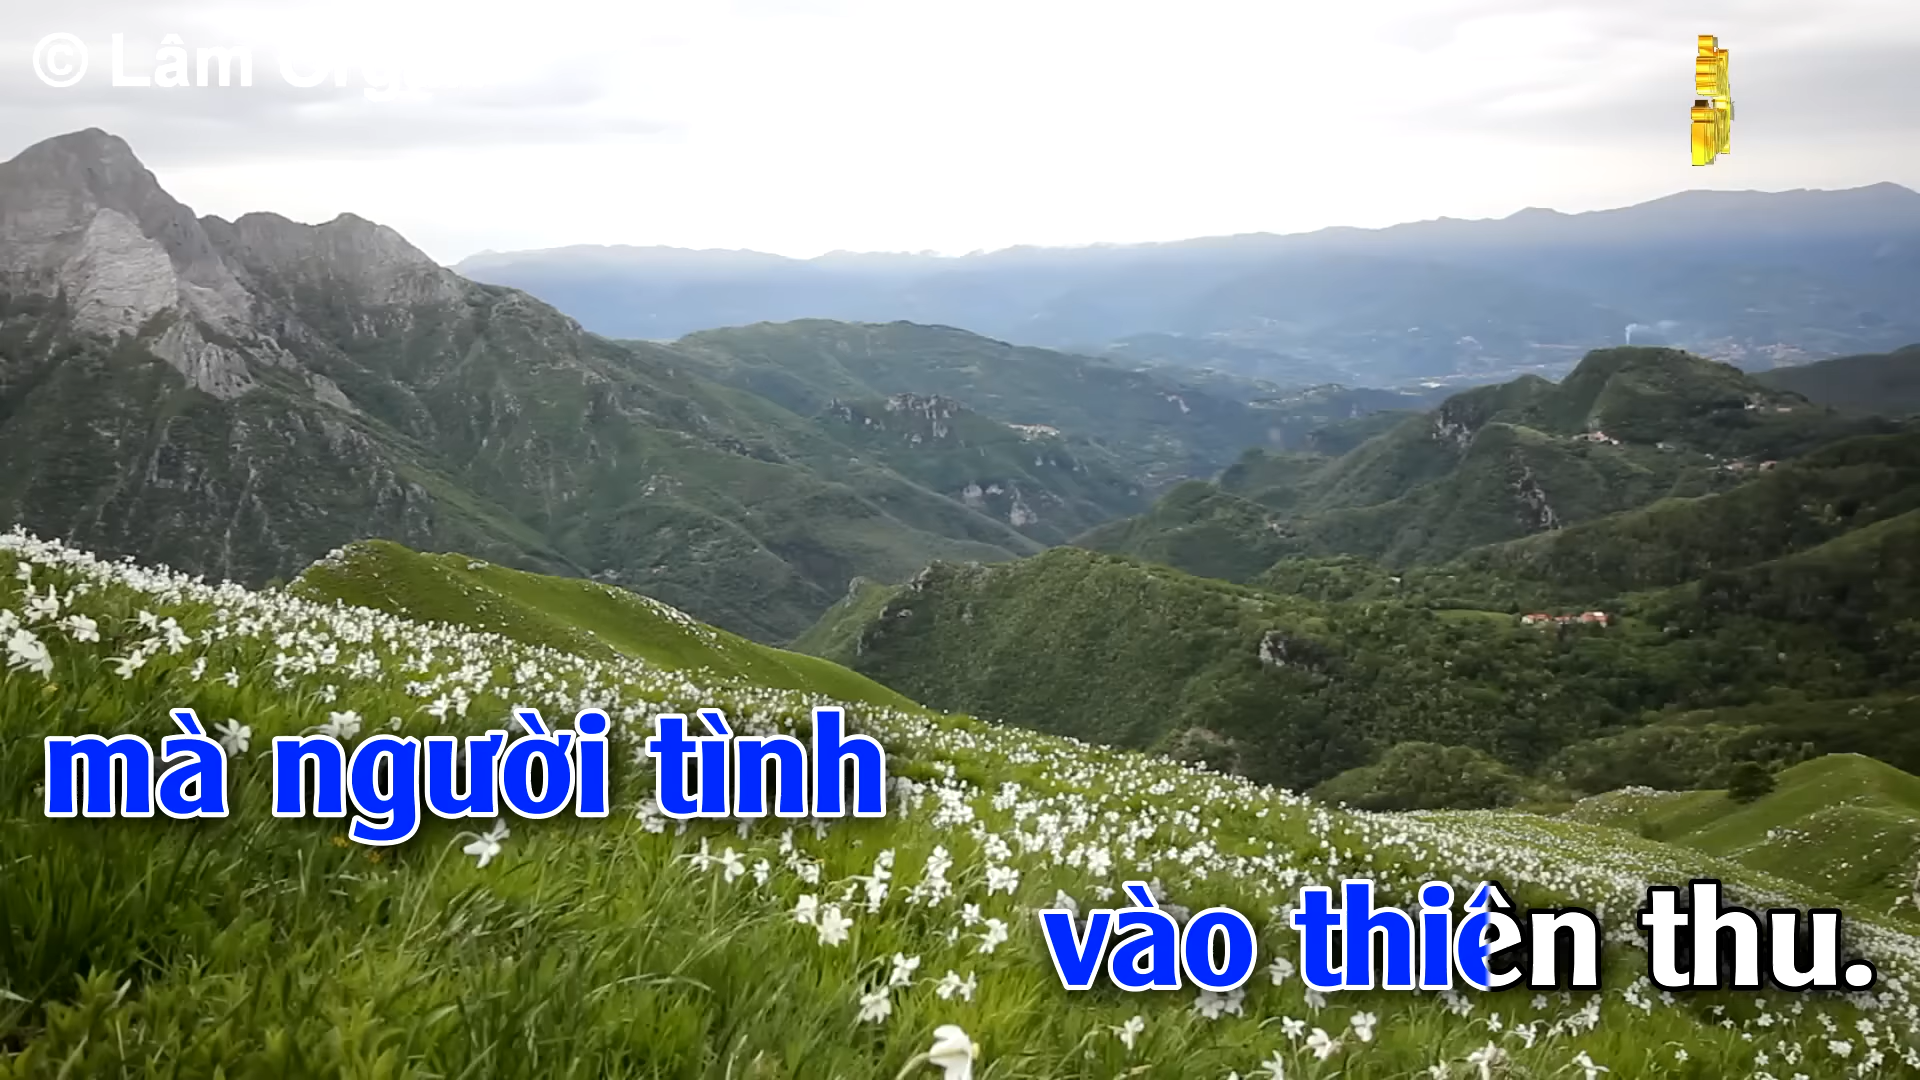 © Lâm
mà người tình
vào thiên thu.